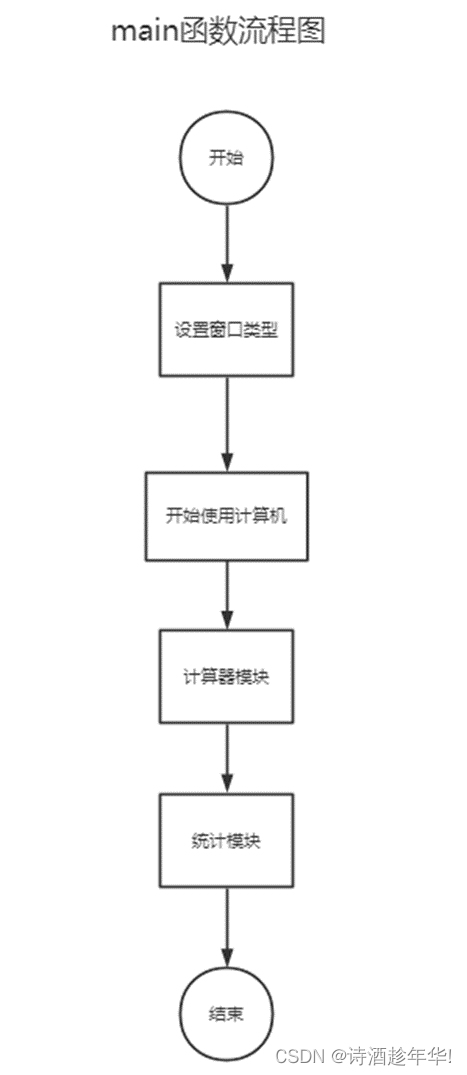 main函数流程图
开始
设置窗口类型
开始使用计算机
计算器模块
统计模块
结束
CSDN @诗酒趁年华!